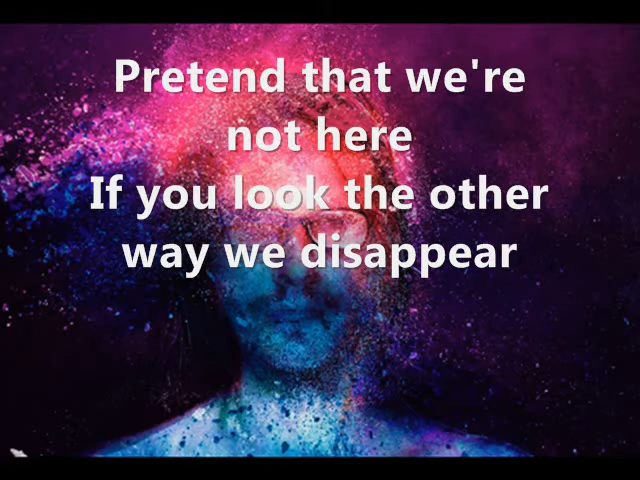 Pretend that we're
not here
If you look the other
way we disappear